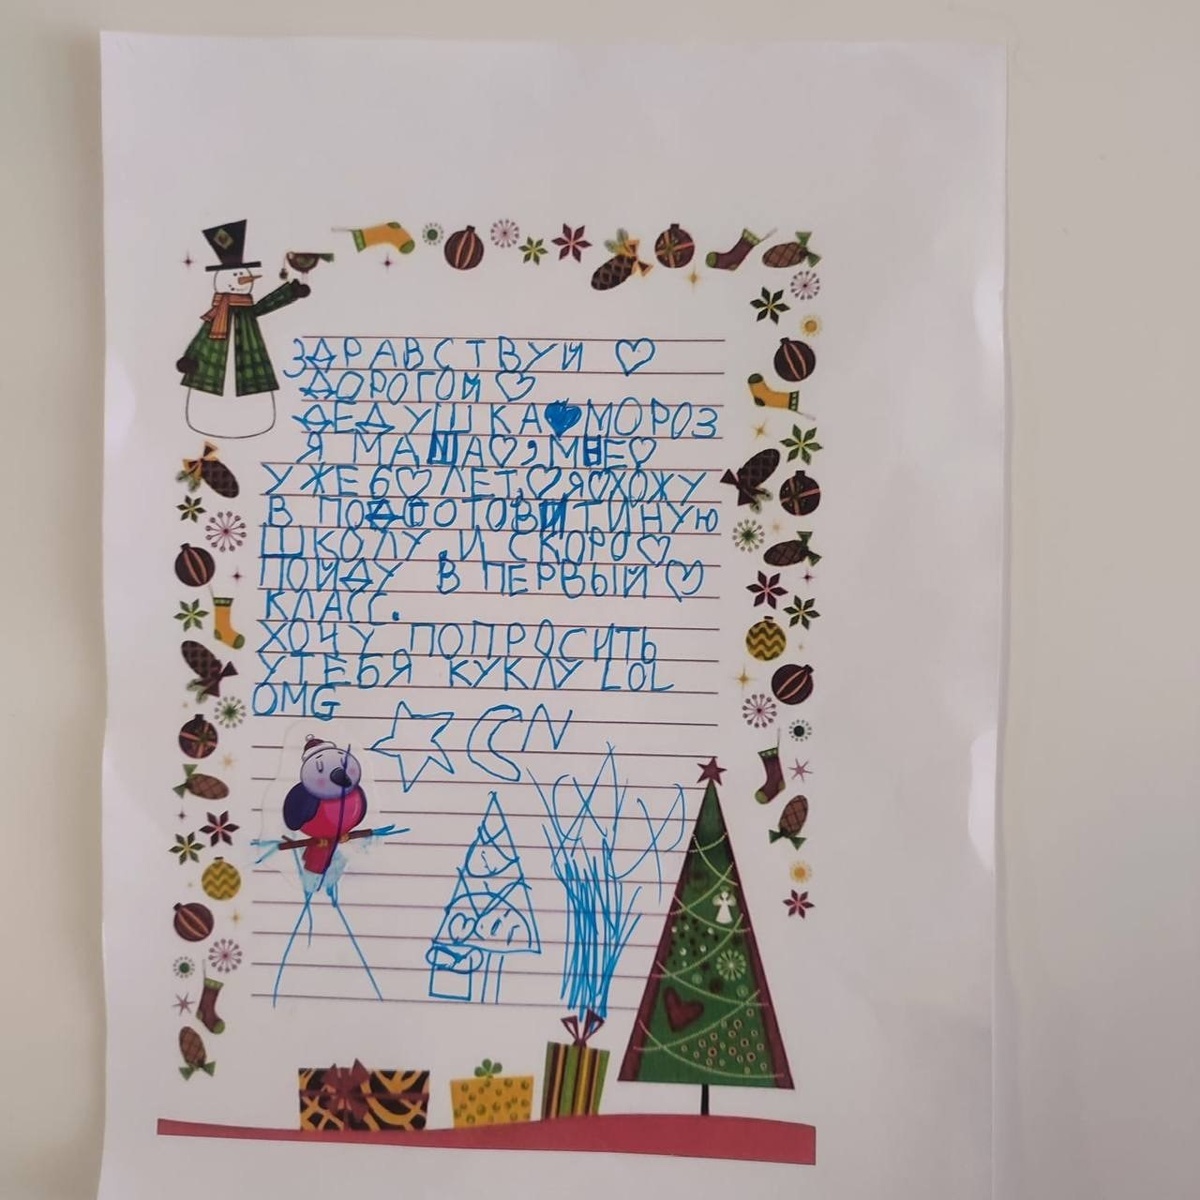 ЗДРАВСТВУЙ ♡
ДОРОГОЙ ♡
ДЕДУШКА♥МОРОЗ
Я МАША♡, МНЕ♡
УЖЕ 6♡ЛЕТ,♡Я♡ХОЖУ
В ПОДГОТОВИТИНУЮ
ШКОЛУ.И СКОРО♡
ПОЙДУ В ПЕРВЫЙ♡
КЛАСС.
ХОЧУ ПОПРОСИТЬ
УТЕБЯ КУКЛУ LOL
OMG